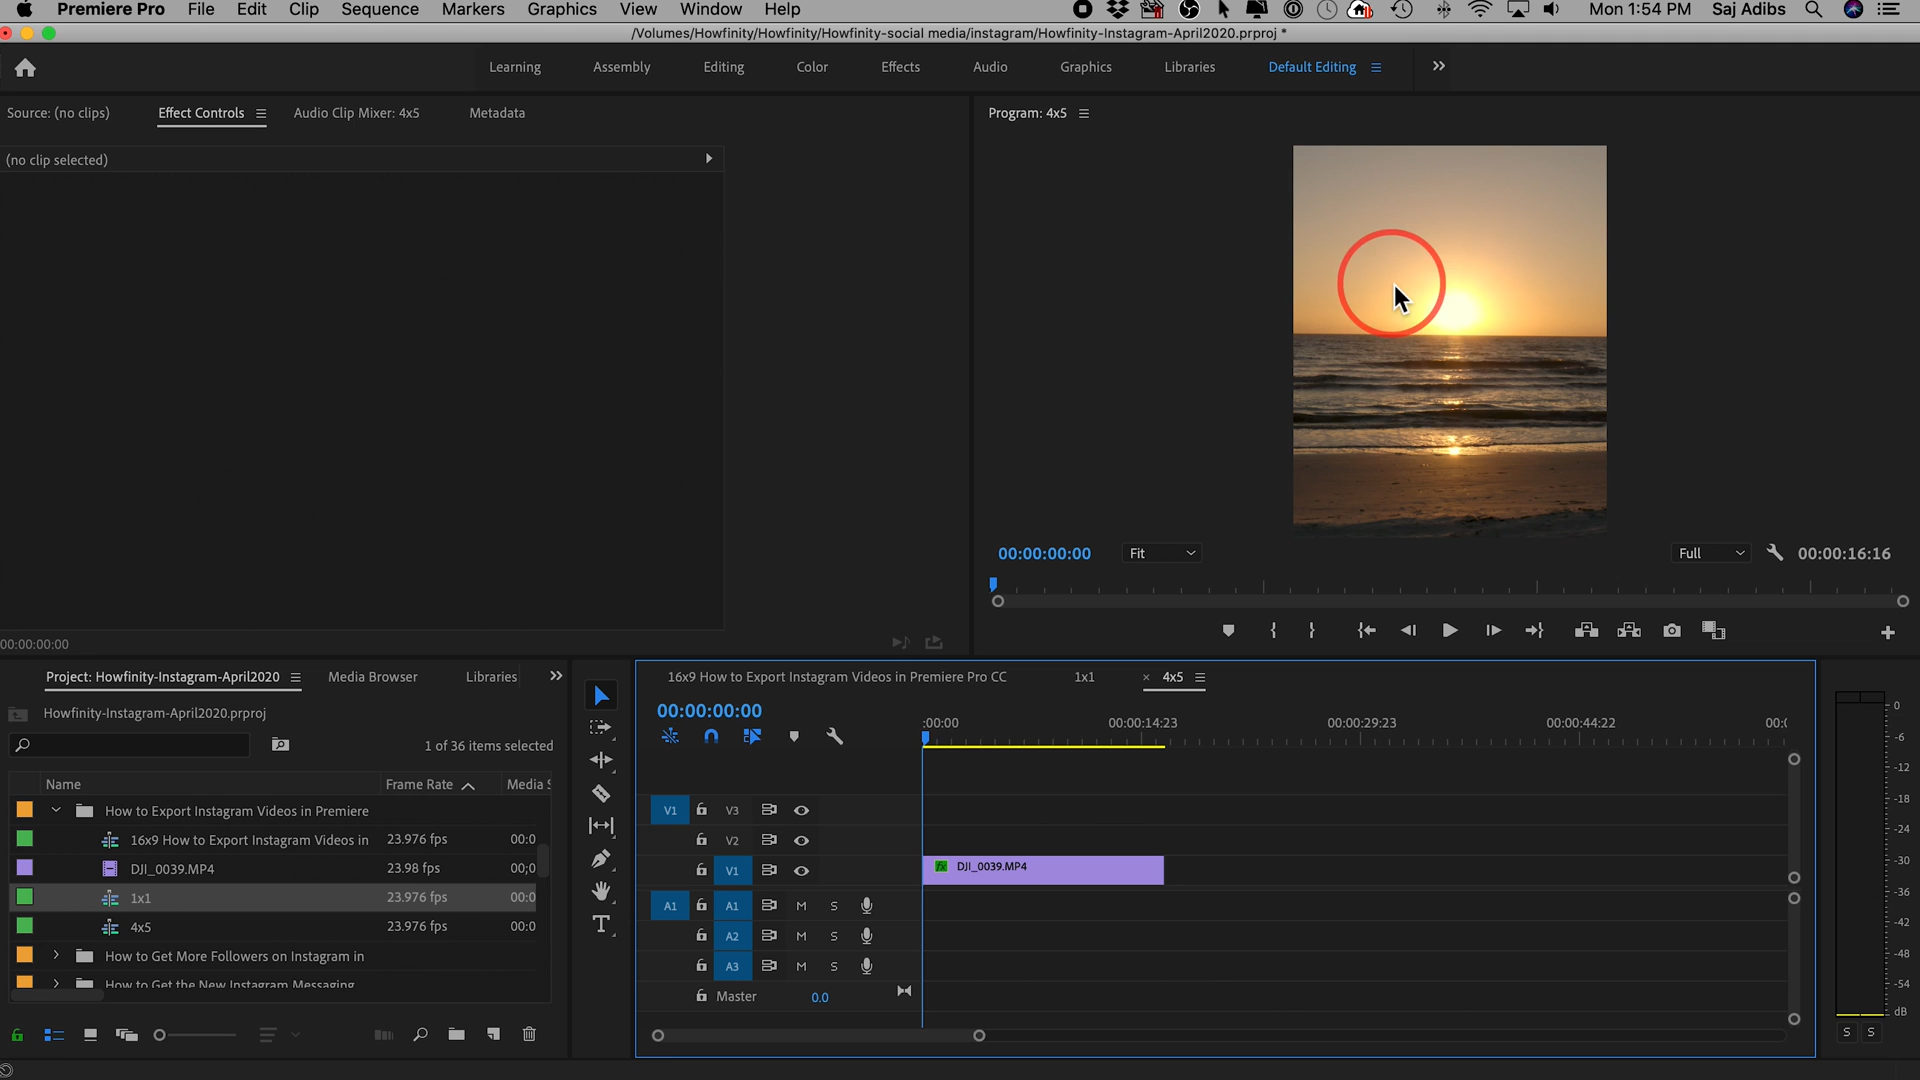 Premiere Pro File Edit Clip Sequence Markers Graphics View Window Help Mon 1:54 PM Saj Adibs
/Volumes/Howfinity/Howfinity/Howfinity-social media/instagram/Howfinity-Instagram-April2020.prproj *
Learning Assembly Editing Color Effects Audio Graphics Libraries Default Editing
Source: (no clips) Effect Controls Audio Clip Mixer: 4x5 Metadata
Program: 4x5
(no clip selected)
00:00:00:00 Fit Full 00:00:16:16
00:00:00:00
Project: Howfinity-Instagram-April2020 Media Browser Libraries
Howfinity-Instagram-April2020.prproj
1 of 36 items selected
Name Frame Rate Media S
How to Export Instagram Videos in Premiere
16x9 How to Export Instagram Videos in 23.976 fps 00:0
DJI_0039.MP4 23.98 fps 00;0
1x1 23.976 fps 00:0
4x5 23.976 fps 00:0
How to Get More Followers on Instagram in
How to Get the New Instagram Messaging
16x9 How to Export Instagram Videos in Premiere Pro CC 1x1 × 4x5
00:00:00:00
:00:00 00:00:14:23 00:00:29:23 00:00:44:22 00:0
V1 V3
V2
V1 fx DJI_0039.MP4
A1 A1 M S
A2 M S
A3 M S
Master 0.0
0
-6
-12
-18
-24
-30
-36
-42
-48
-54
dB
S S